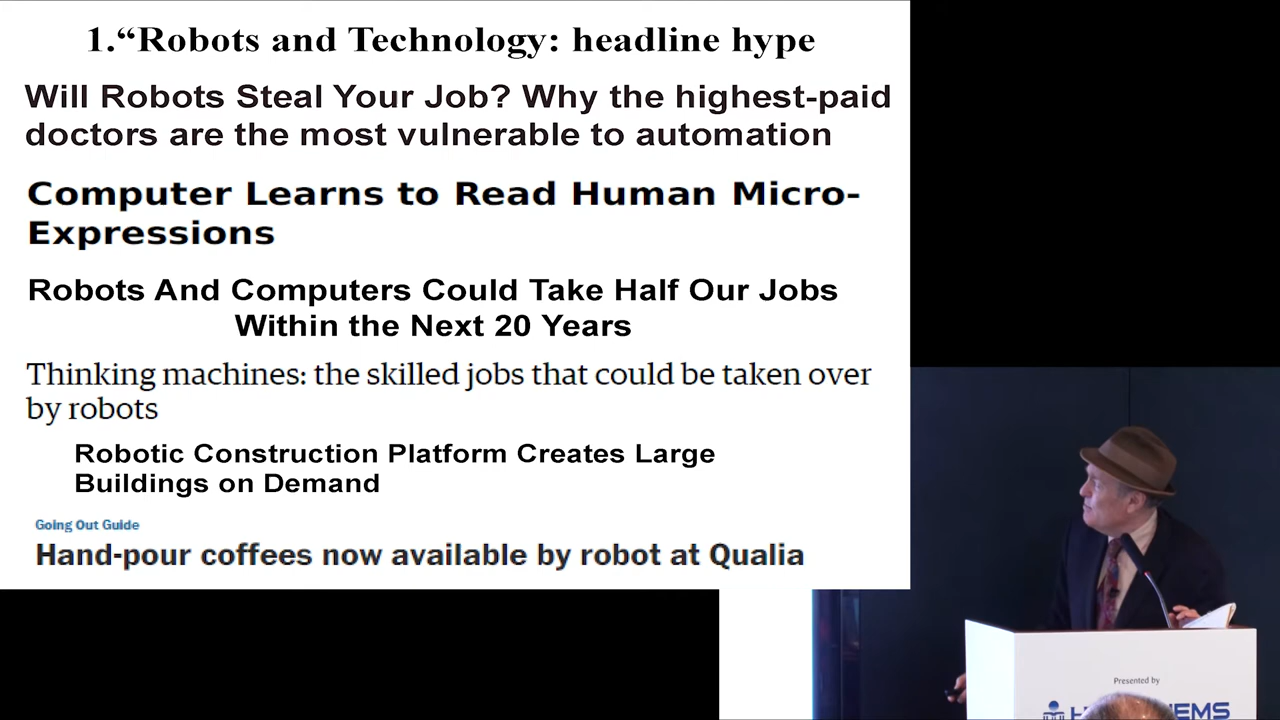 1.“Robots and Technology: headline hype
Will Robots Steal Your Job? Why the highest-paid
doctors are the most vulnerable to automation
Computer Learns to Read Human Micro-
Expressions
Robots And Computers Could Take Half Our Jobs
Within the Next 20 Years
Thinking machines: the skilled jobs that could be taken over
by robots
Robotic Construction Platform Creates Large
Buildings on Demand
Going Out Guide
Hand-pour coffees now available by robot at Qualia
Presented by